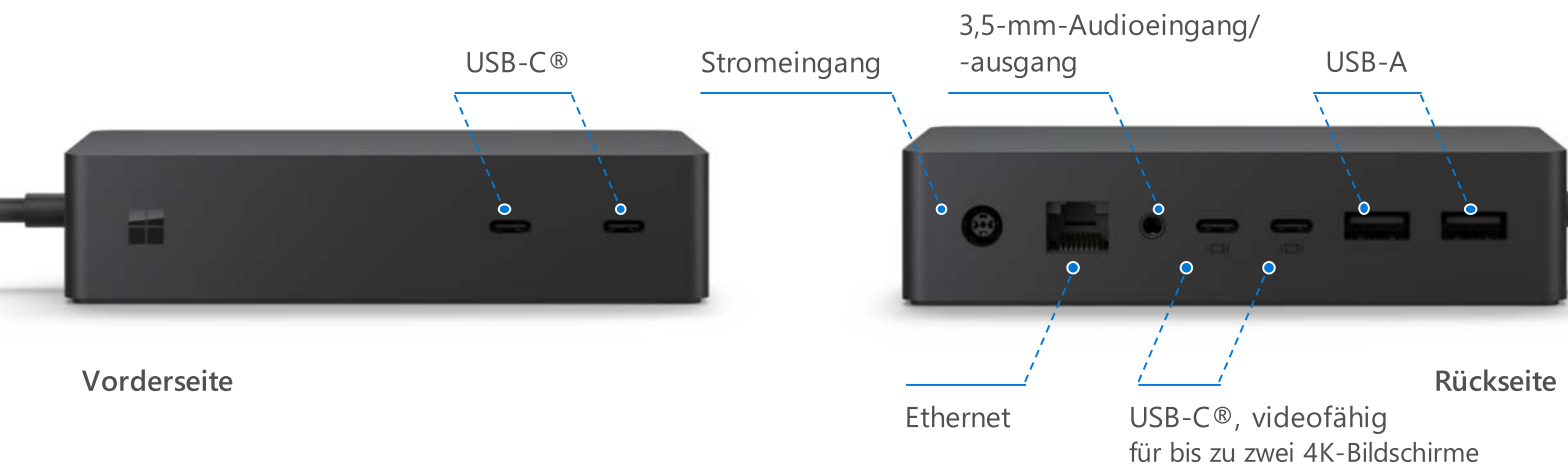 USB-C®
Stromeingang
3,5-mm-Audioeingang/
-ausgang
USB-A
Vorderseite
Rückseite
Ethernet
USB-C®, videofähig
für bis zu zwei 4K-Bildschirme